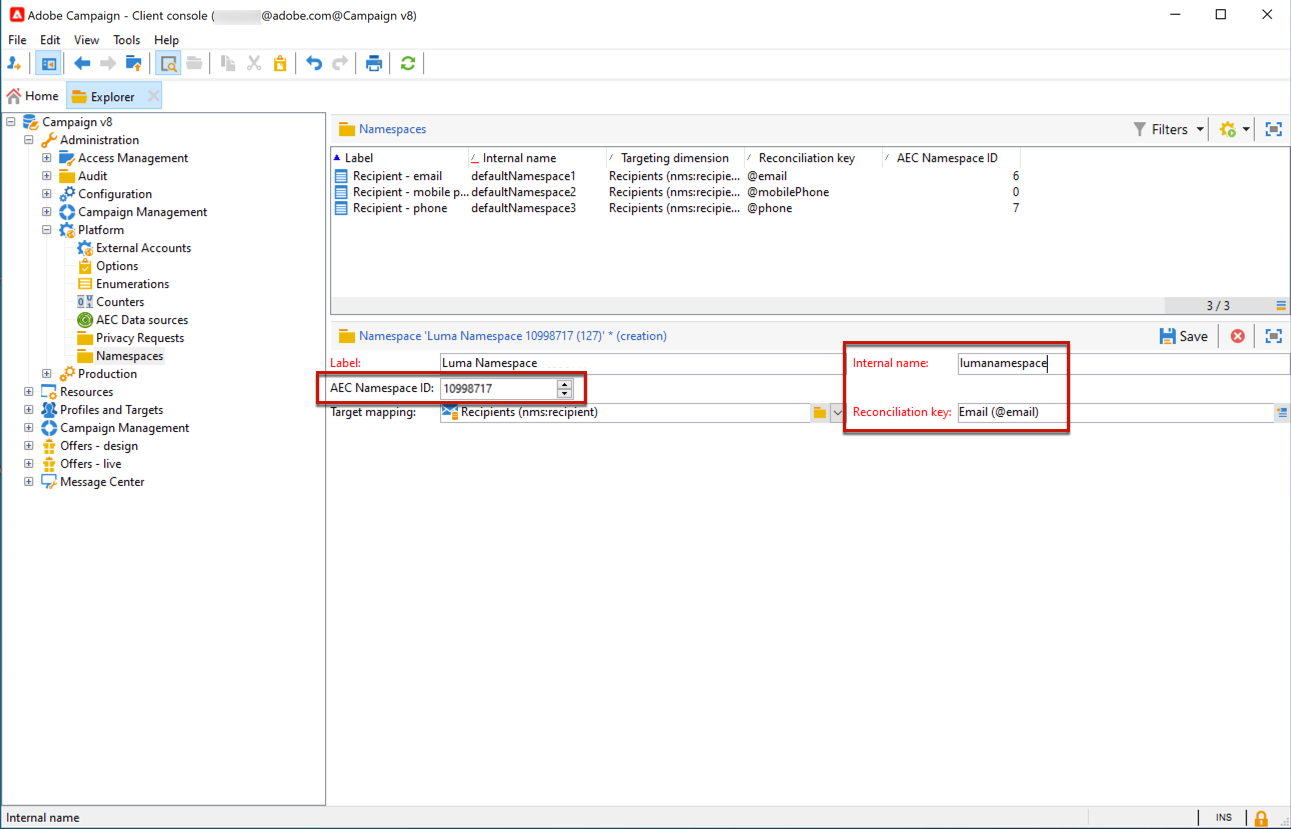 Adobe Campaign - Client console ( @adobe.com@Campaign v8)
File Edit View Tools Help
Home Explorer
Campaign v8
Administration
Access Management
Audit
Configuration
Campaign Management
Platform
External Accounts
Options
Enumerations
Counters
AEC Data sources
Privacy Requests
Namespaces
Production
Resources
Profiles and Targets
Campaign Management
Offers - design
Offers - live
Message Center
Namespaces Filters
Label Internal name Targeting dimension Reconciliation key AEC Namespace ID
Recipient - email defaultNamespace1 Recipients (nms:recipie... @email 6
Recipient - mobile p... defaultNamespace2 Recipients (nms:recipie... @mobilePhone 0
Recipient - phone defaultNamespace3 Recipients (nms:recipie... @phone 7
3 / 3
Namespace 'Luma Namespace 10998717 (127)' * (creation) Save
Label: Luma Namespace Internal name: lumanamespace
AEC Namespace ID: 10998717
Target mapping: Recipients (nms:recipient) Reconciliation key: Email (@email)
Internal name INS